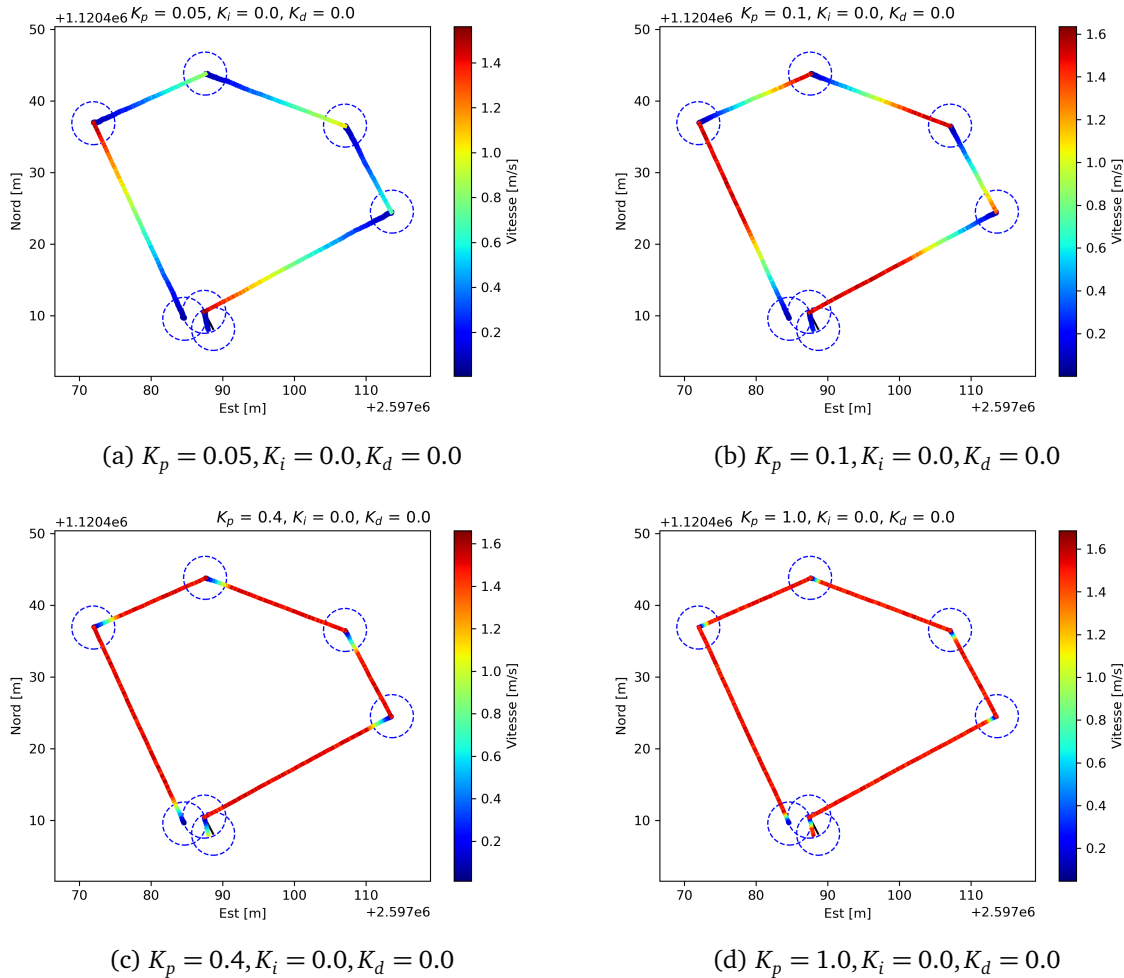 +1.1204e6
K_p = 0.05, K_i = 0.0, K_d = 0.0
50
40
30
20
10
Nord [m]
70 80 90 100 110
Est [m]
+2.597e6
1.4
1.2
1.0
0.8
0.6
0.4
0.2
Vitesse [m/s]
(a) K_p = 0.05, K_i = 0.0, K_d = 0.0
+1.1204e6
K_p = 0.1, K_i = 0.0, K_d = 0.0
50
40
30
20
10
Nord [m]
70 80 90 100 110
Est [m]
+2.597e6
1.6
1.4
1.2
1.0
0.8
0.6
0.4
0.2
Vitesse [m/s]
(b) K_p = 0.1, K_i = 0.0, K_d = 0.0
+1.1204e6
K_p = 0.4, K_i = 0.0, K_d = 0.0
50
40
30
20
10
Nord [m]
70 80 90 100 110
Est [m]
+2.597e6
1.6
1.4
1.2
1.0
0.8
0.6
0.4
0.2
Vitesse [m/s]
(c) K_p = 0.4, K_i = 0.0, K_d = 0.0
+1.1204e6
K_p = 1.0, K_i = 0.0, K_d = 0.0
50
40
30
20
10
Nord [m]
70 80 90 100 110
Est [m]
+2.597e6
1.6
1.4
1.2
1.0
0.8
0.6
0.4
0.2
Vitesse [m/s]
(d) K_p = 1.0, K_i = 0.0, K_d = 0.0